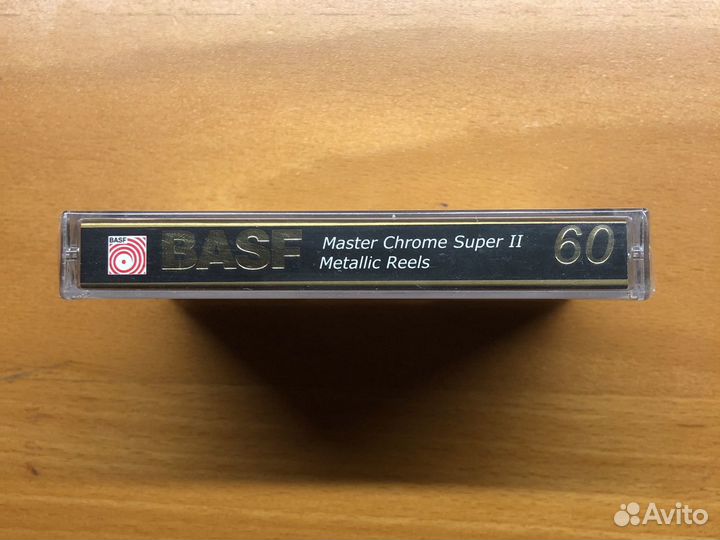 BASF
BASF
Master Chrome Super II
Metallic Reels
60
Avito